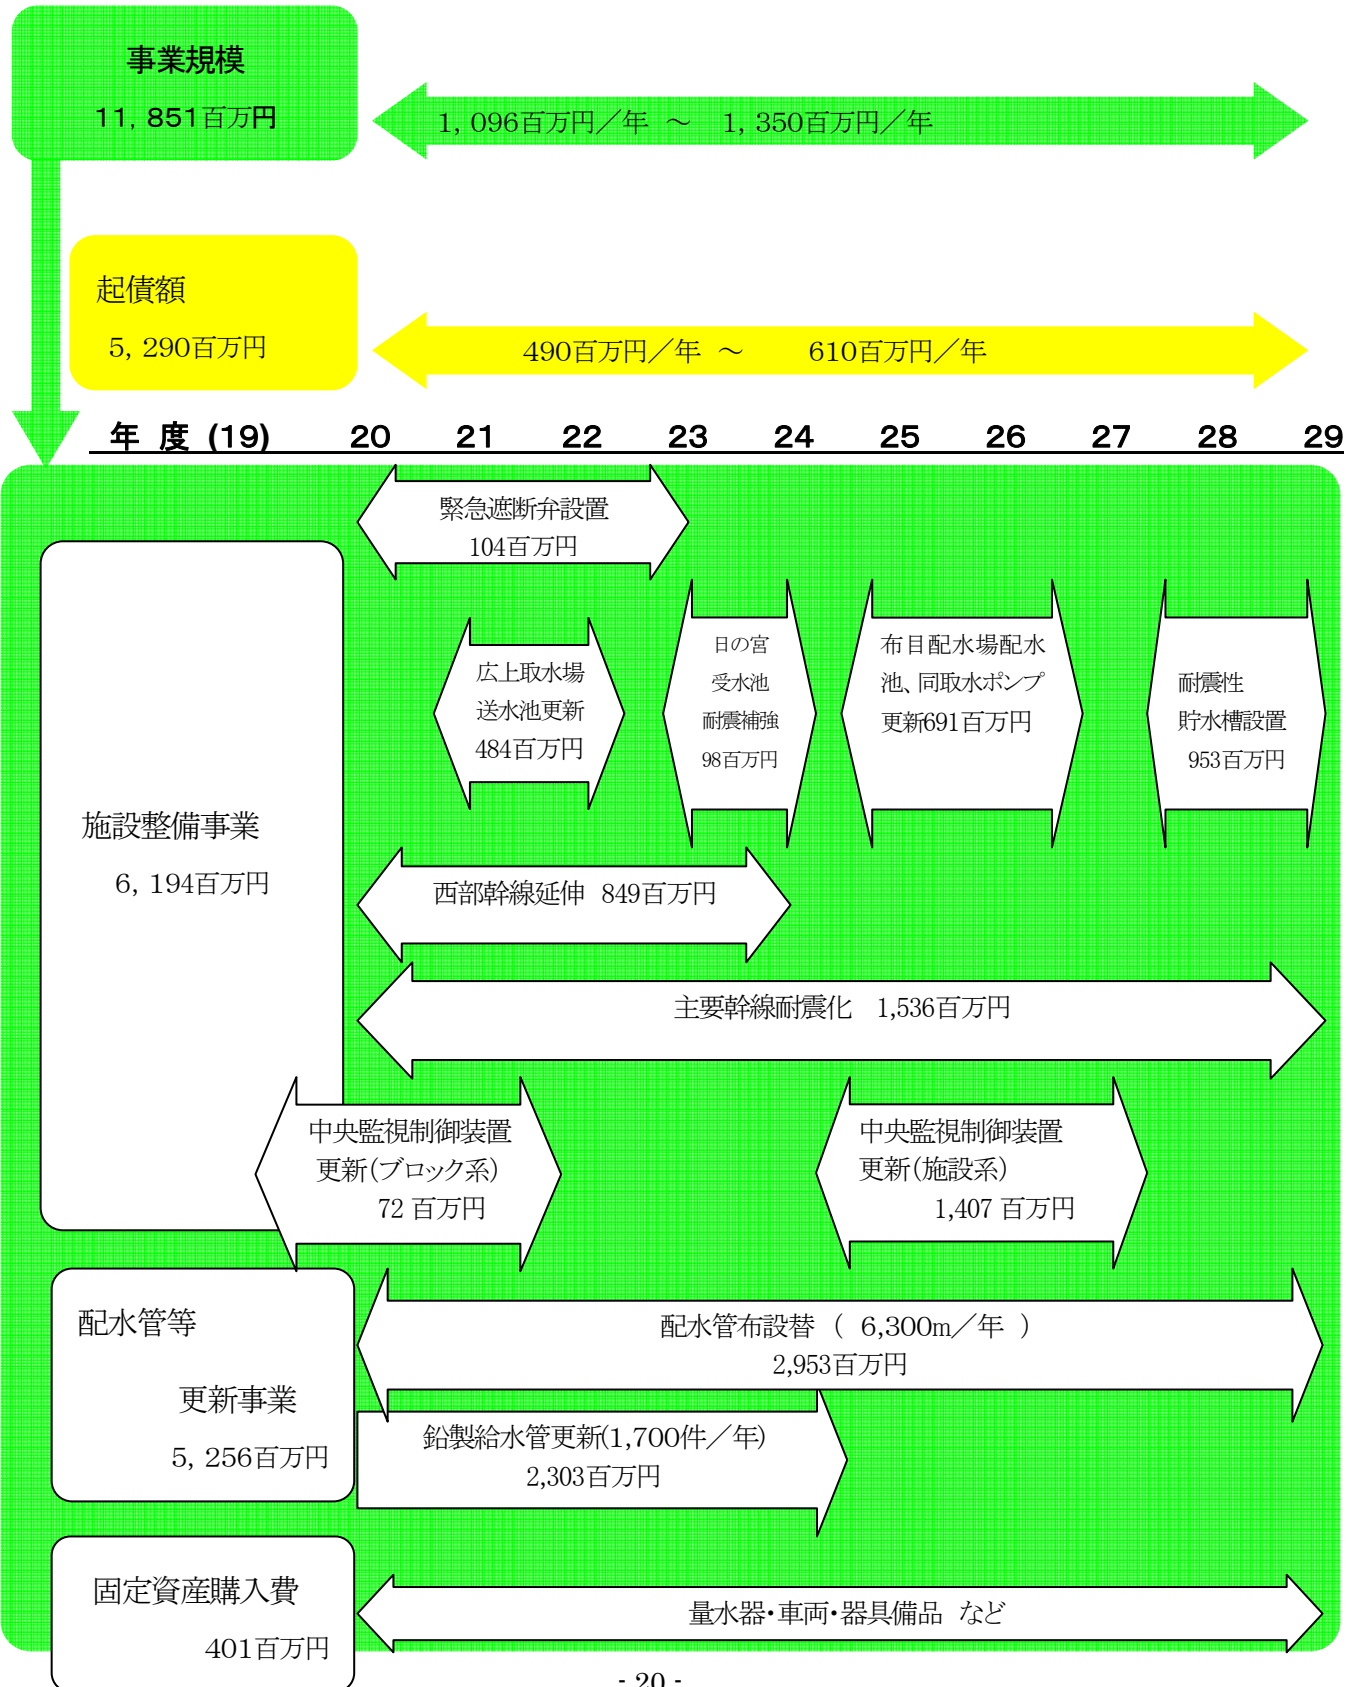 事業規模
11, 851百万円
1, 096百万円／年 ～ 1, 350百万円／年
起債額
5, 290百万円
490百万円／年 ～ 610百万円／年
年 度 (19) 20 21 22 23 24 25 26 27 28 29
緊急遮断弁設置
104百万円
広上取水場
送水池更新
484百万円
日の宮
受水池
耐震補強
98百万円
布目配水場配水
池、同取水ポンプ
更新691百万円
耐震性
貯水槽設置
953百万円
施設整備事業
6, 194百万円
西部幹線延伸 849百万円
主要幹線耐震化 1,536百万円
中央監視制御装置
更新(ブロック系)
72 百万円
中央監視制御装置
更新(施設系)
1,407 百万円
配水管等
更新事業
5, 256百万円
配水管布設替 ( 6,300m／年 )
2,953百万円
鉛製給水管更新(1,700件／年)
2,303百万円
固定資産購入費
401百万円
量水器・車両・器具備品 など
- 20 -